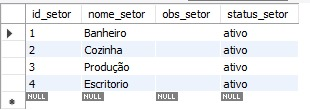 id_setor nome_setor obs_setor status_setor
1 Banheiro ativo
2 Cozinha ativo
3 Produção ativo
4 Escritorio ativo
NULL NULL NULL NULL